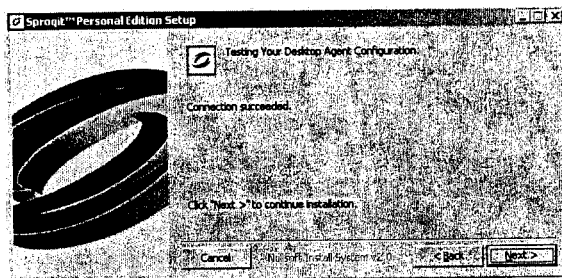 Sproqit™ Personal Edition Setup
Testing Your Desktop Agent Configuration.
Connection succeeded.
Click "Next >" to continue installation.
Cancel
Nullsoft Install System v2.0
< Back
Next >